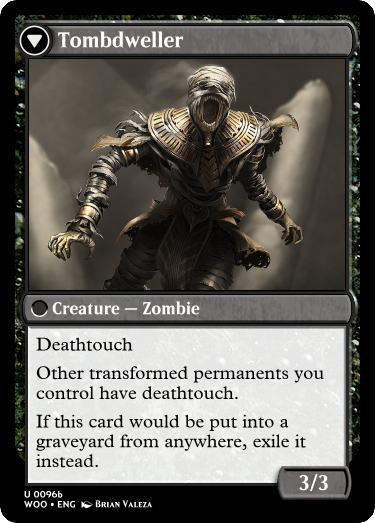 Tombdweller
Creature — Zombie
Deathtouch
Other transformed permanents you
control have deathtouch.
If this card would be put into a
graveyard from anywhere, exile it
instead.
3/3
U 0096b
WOO • ENG Brian Valeza